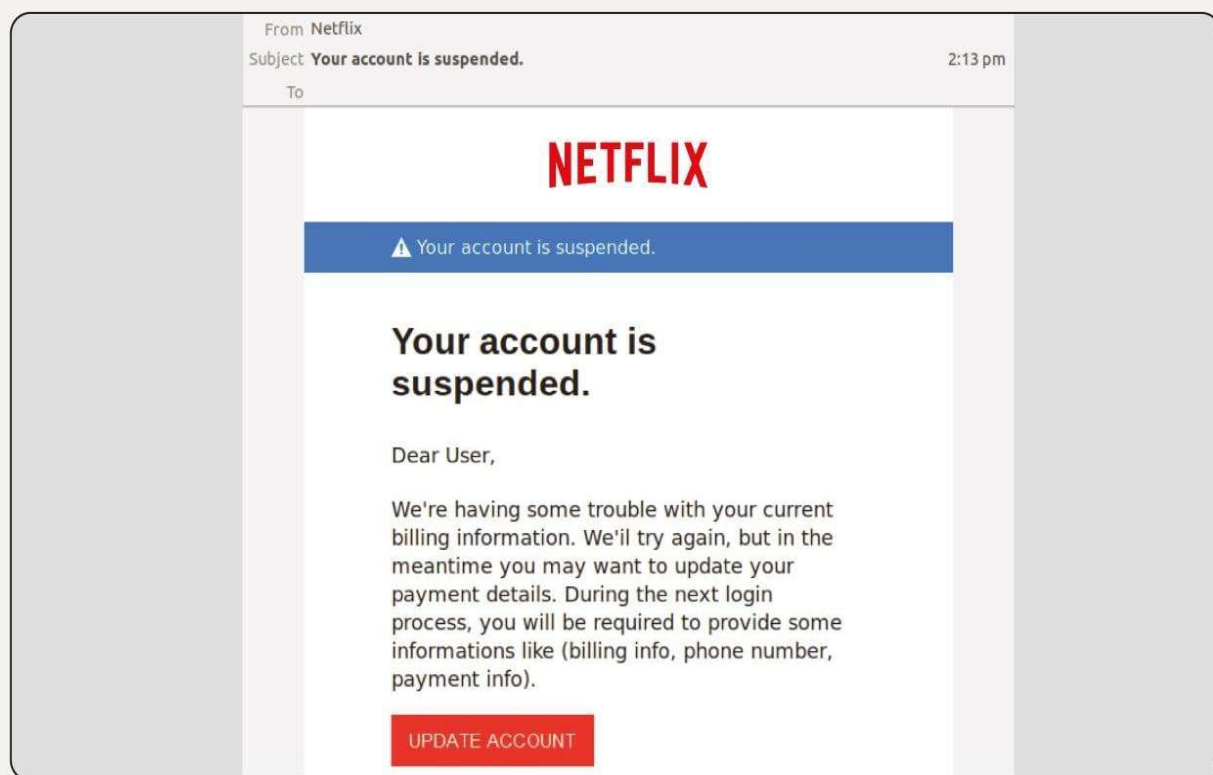 From Netflix
Subject Your account is suspended. 2:13 pm
To
NETFLIX
Your account is suspended.
Your account is
suspended.
Dear User,
We're having some trouble with your current
billing information. We'il try again, but in the
meantime you may want to update your
payment details. During the next login
process, you will be required to provide some
informations like (billing info, phone number,
payment info).
UPDATE ACCOUNT